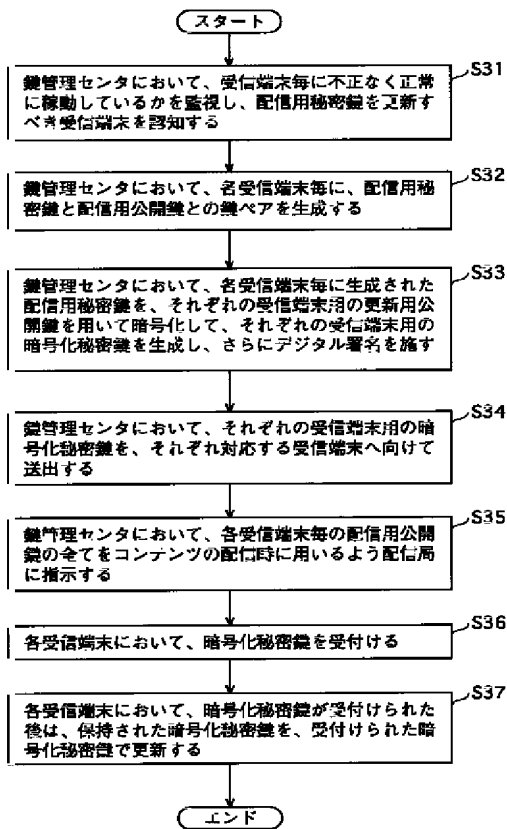 スタート
S31
鍵管理センタにおいて、受信端末毎に不正なく正常
に稼動しているかを監視し、配信用秘密鍵を更新す
べき受信端末を認知する
S32
鍵管理センタにおいて、各受信端末毎に、配信用秘
密鍵と配信用公開鍵との鍵ペアを生成する
S33
鍵管理センタにおいて、各受信端末毎に生成された
配信用秘密鍵を、それぞれの受信端末用の更新用公
開鍵を用いて暗号化して、それぞれの受信端末用の
暗号化秘密鍵を生成し、さらにデジタル署名を施す
S34
鍵管理センタにおいて、それぞれの受信端末用の暗
号化秘密鍵を、それぞれ対応する受信端末へ向けて
送出する
S35
鍵管理センタにおいて、各受信端末毎の配信用公開
鍵の全てをコンテンツの配信時に用いるよう配信局
に指示する
S36
各受信端末において、暗号化秘密鍵を受付ける
S37
各受信端末において、暗号化秘密鍵が受付けられた
後は、保持された暗号化秘密鍵を、受付けられた暗
号化秘密鍵で更新する
エンド